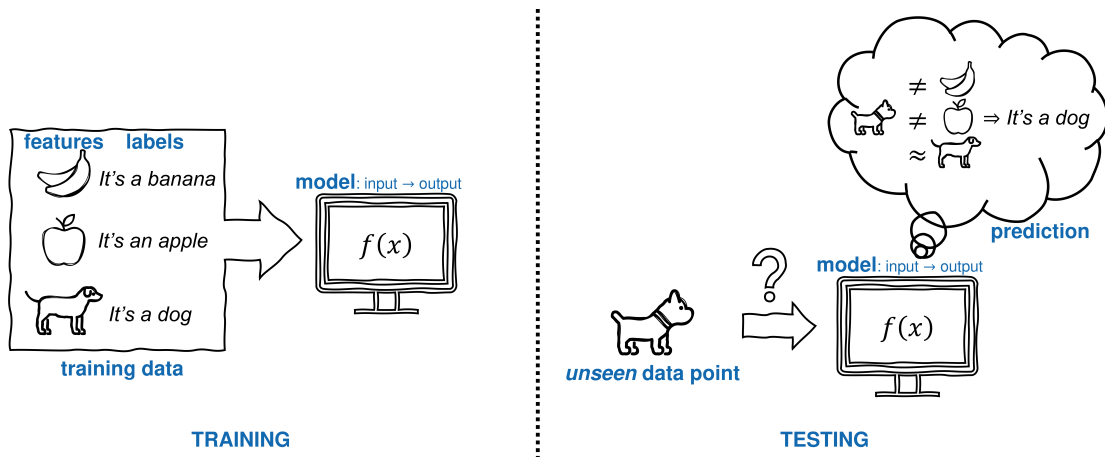 features labels
It's a banana
It's an apple
It's a dog
training data
model: input → output
f(x)
TRAINING
≠
≠ ⇒ It's a dog
≈
prediction
model: input → output
?
f(x)
unseen data point
TESTING